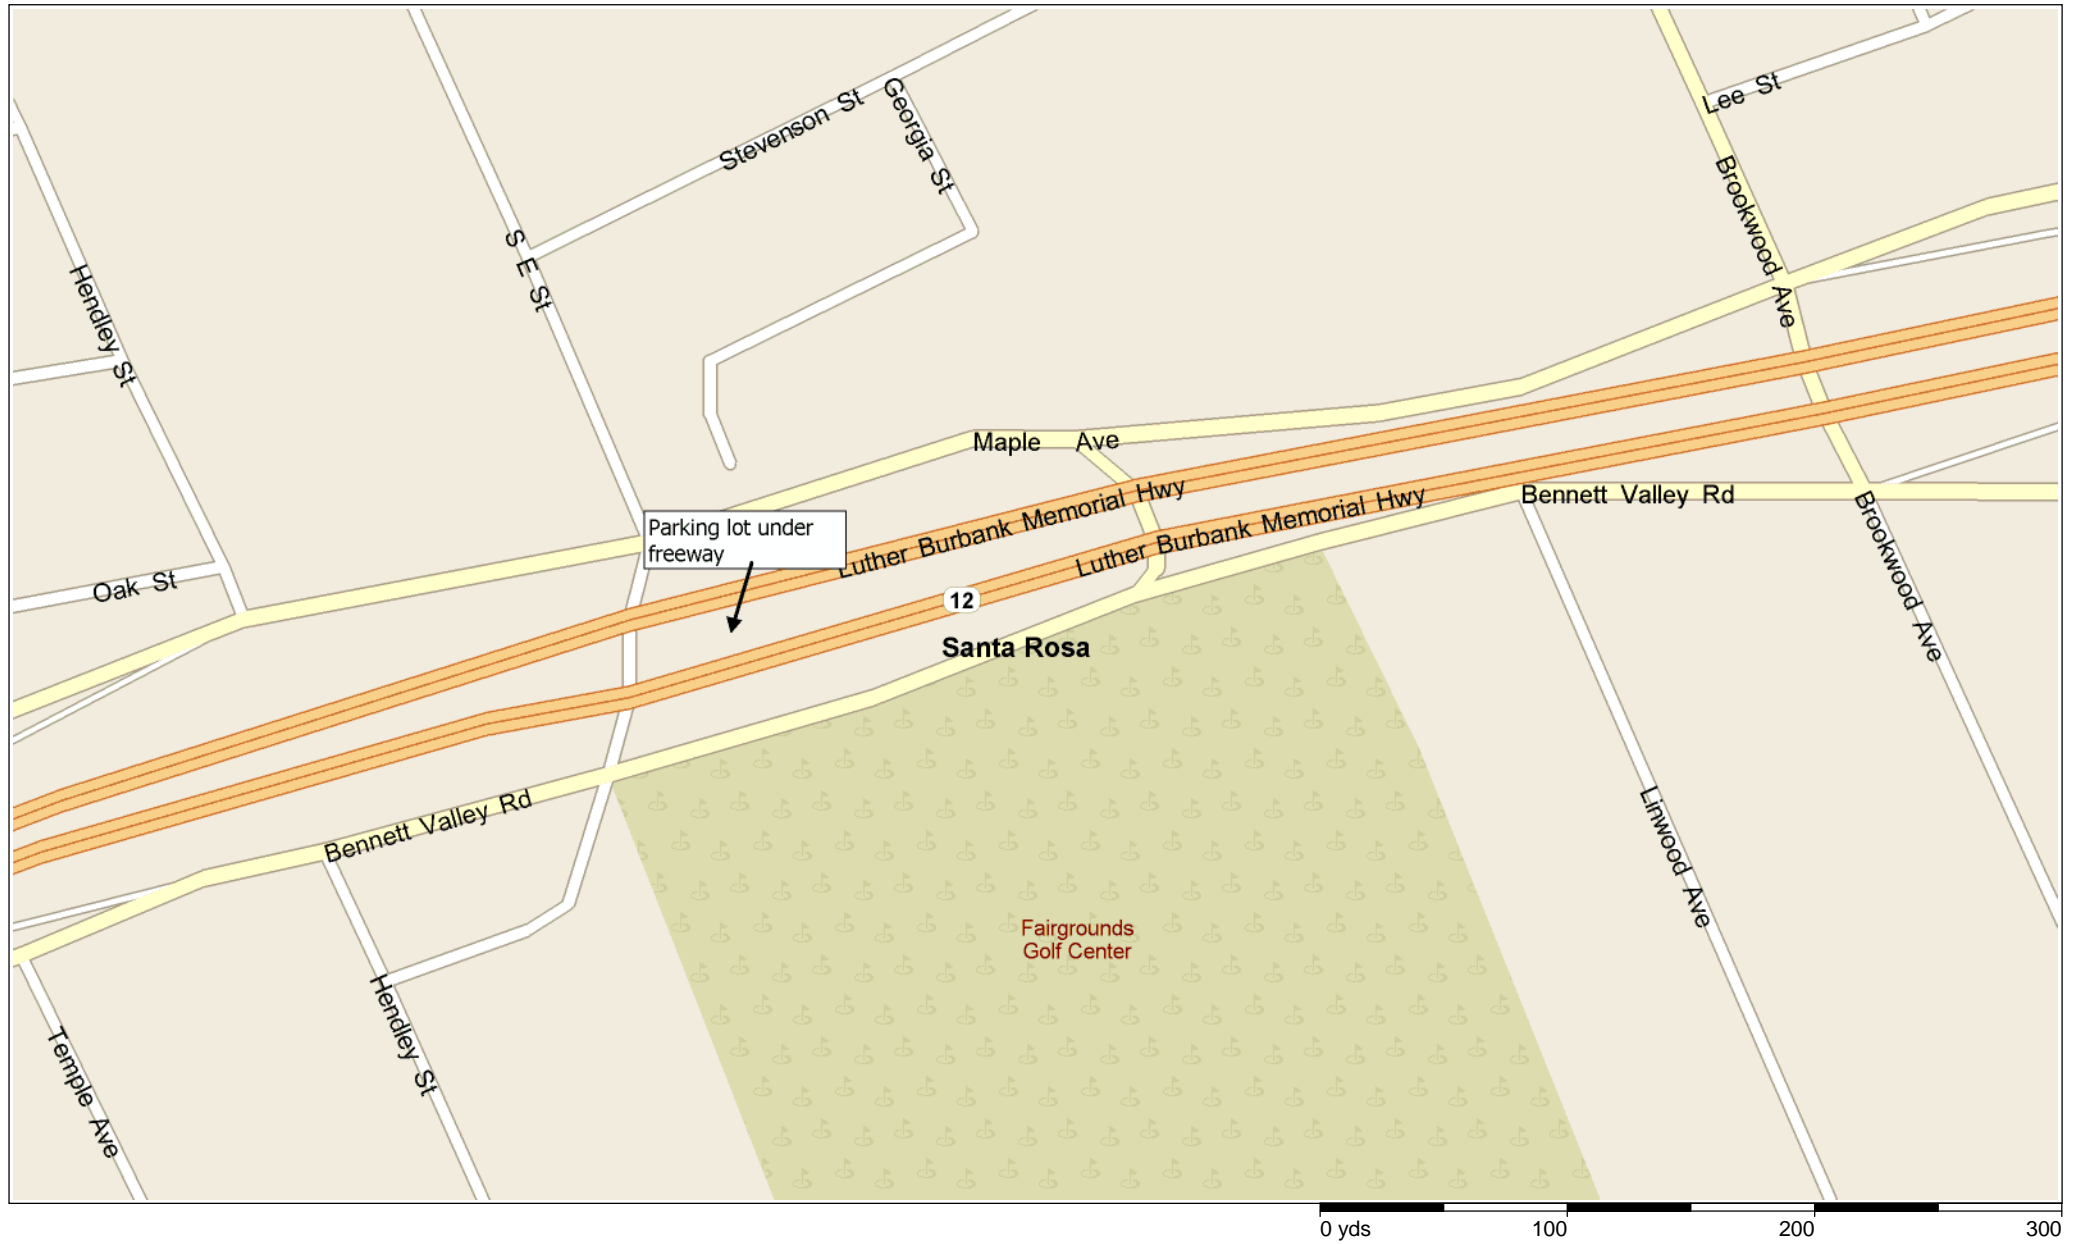 Lee St
Stevenson St
Georgia St
Brookwood Ave
S E St
Hendley St
Maple Ave
Luther Burbank Memorial Hwy
Luther Burbank Memorial Hwy
Bennett Valley Rd
Parking lot under
freeway
Oak St
12
Santa Rosa
Brookwood Ave
Bennett Valley Rd
Linwood Ave
Fairgrounds
Golf Center
Hendley St
Temple Ave
0 yds 100 200 300